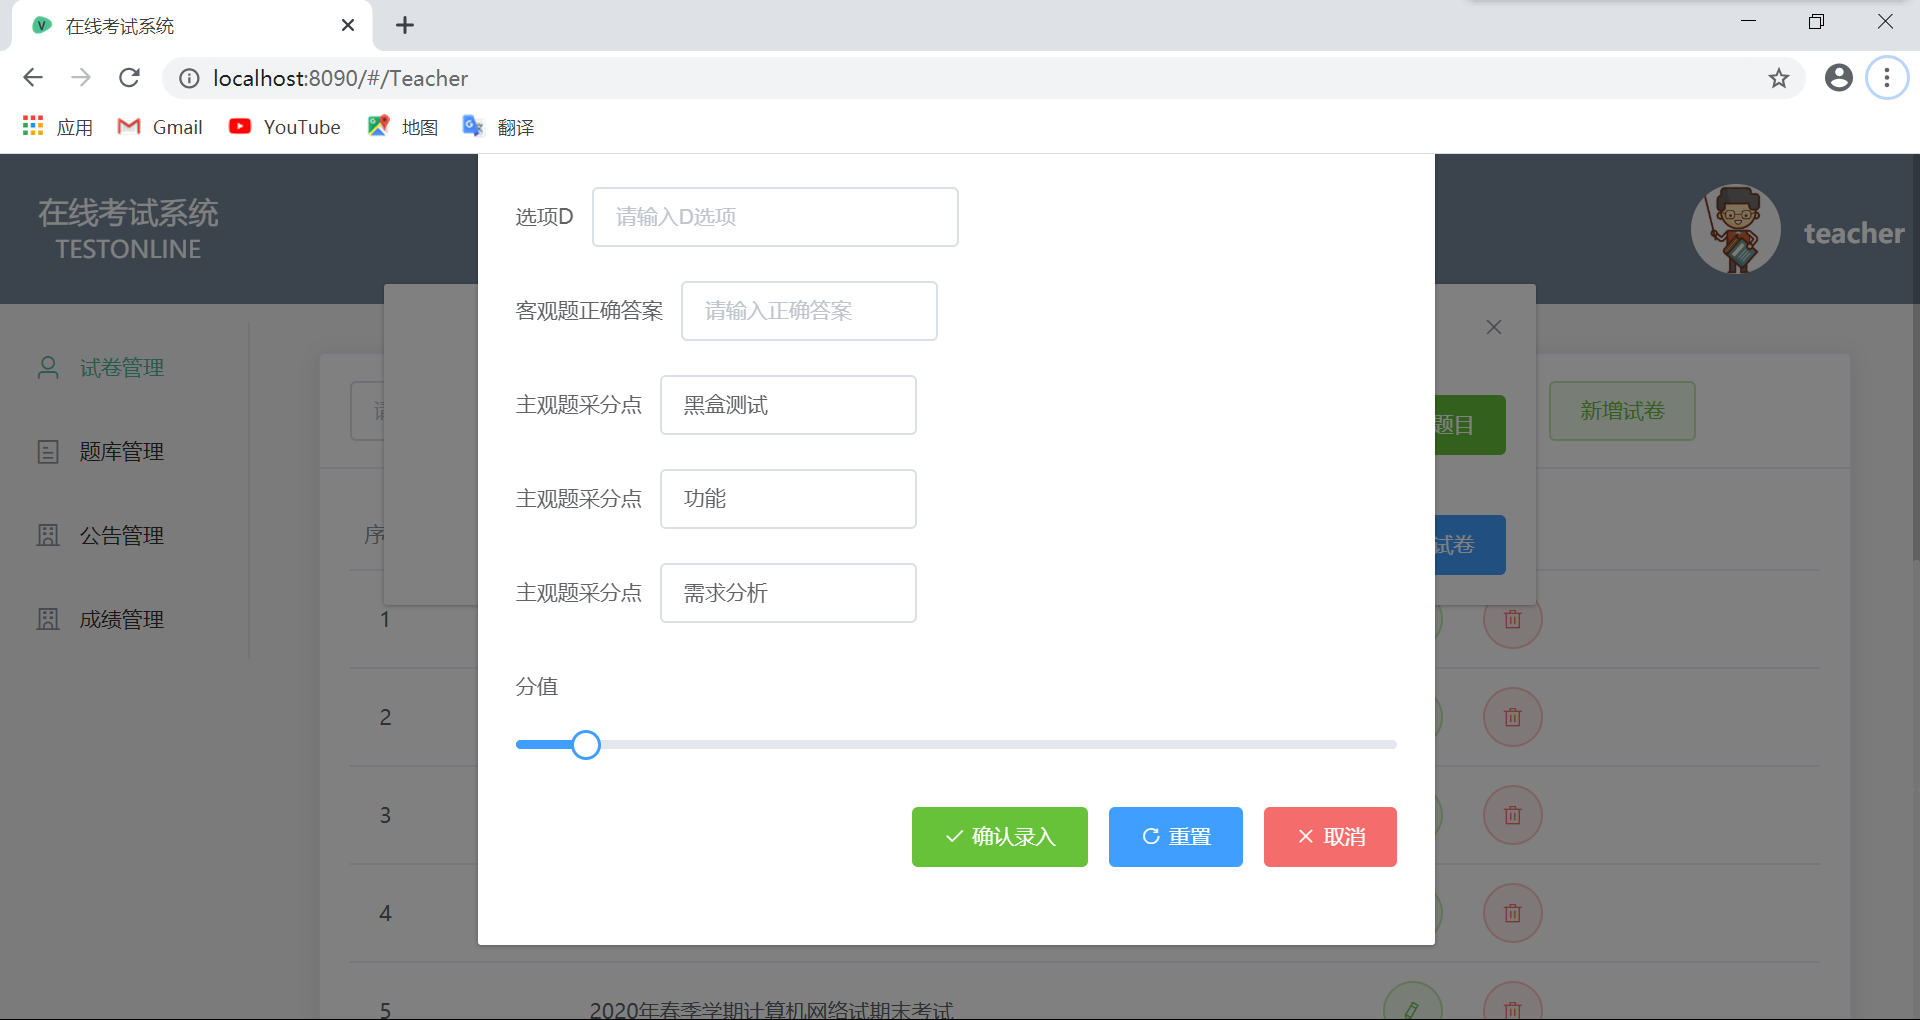 在线考试系统
localhost:8090/#/Teacher
应用 Gmail YouTube 地图 翻译
在线考试系统
TESTONLINE
teacher
试卷管理
题库管理
公告管理
成绩管理
选项D 请输入D选项
客观题正确答案 请输入正确答案
主观题采分点 黑盒测试
主观题采分点 功能
主观题采分点 需求分析
分值
确认录入 重置 取消
题目
试卷
新增试卷
序
1
2
3
4
5 2020年春季学期计算机网络试期末考试